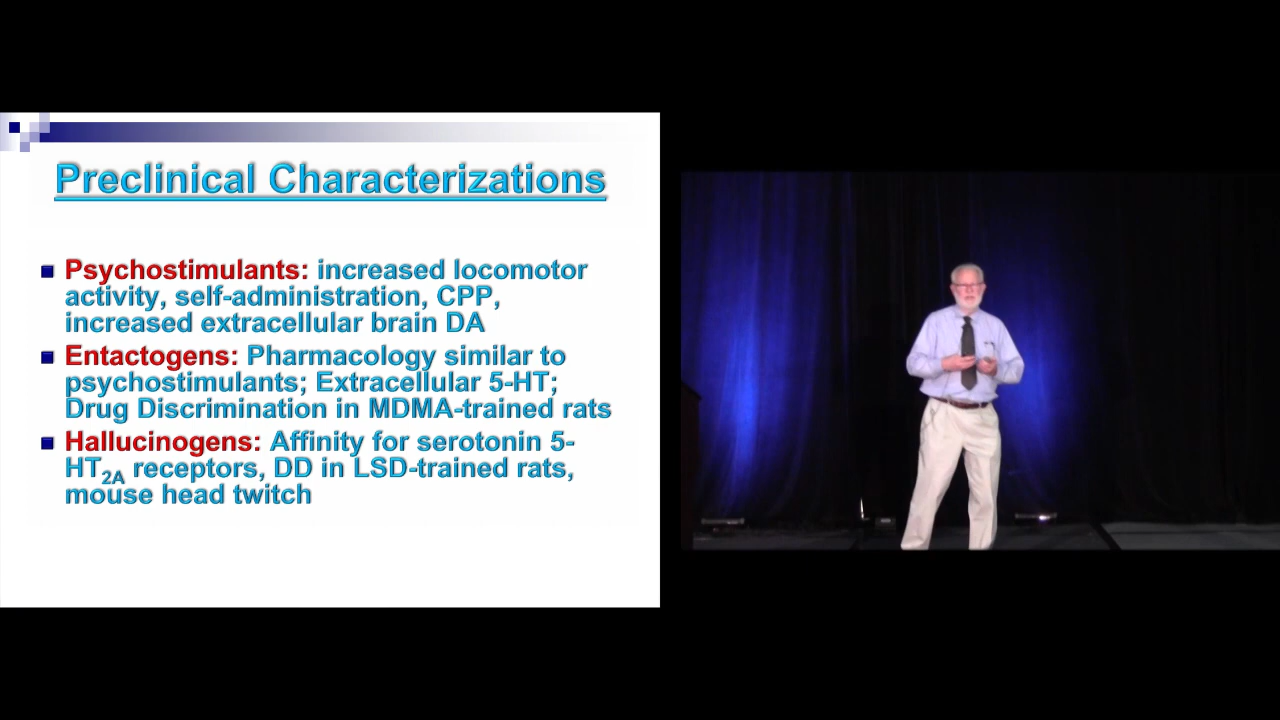 Preclinical Characterizations
Psychostimulants: increased locomotor
activity, self-administration, CPP,
increased extracellular brain DA
Entactogens: Pharmacology similar to
psychostimulants; Extracellular 5-HT;
Drug Discrimination in MDMA-trained rats
Hallucinogens: Affinity for serotonin 5-
HT2A receptors, DD in LSD-trained rats,
mouse head twitch